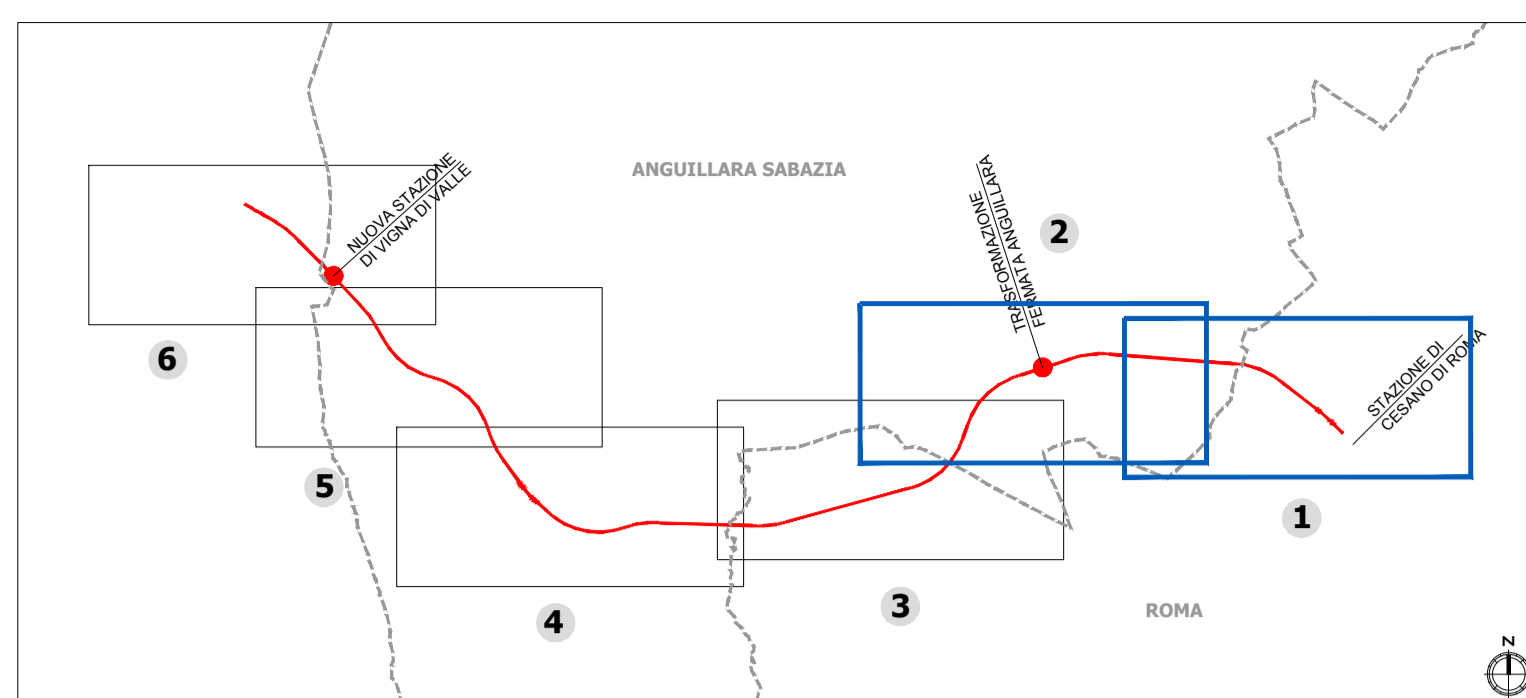 ANGUILLARA SABAZIA
NUOVA STAZIONE
DI VIGNA DI VALLE
TRASFORMAZIONE
FERMATA ANGUILLARA
2
6
STAZIONE DI
CESANO DI ROMA
5
1
3
4
ROMA
N